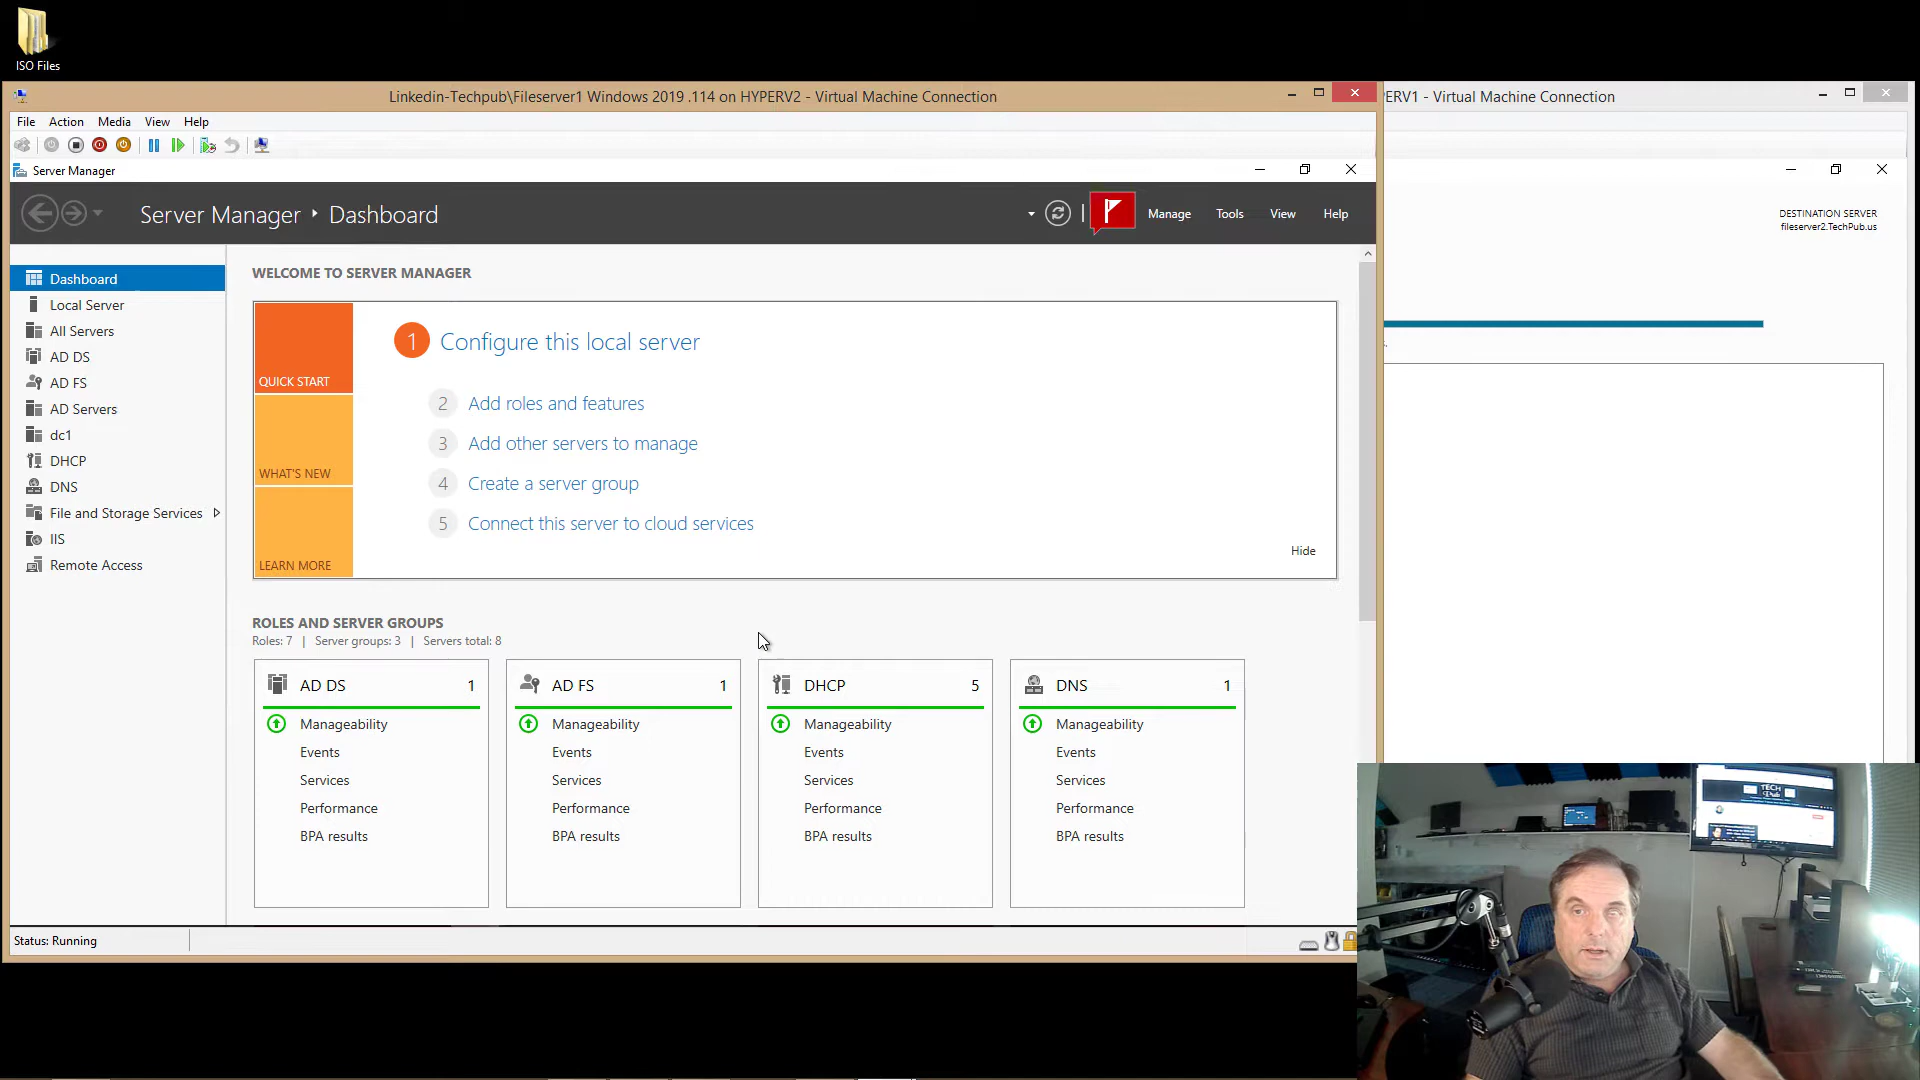 ISO Files
Linkedin-Techpub\Fileserver1 Windows 2019 .114 on HYPERV2 - Virtual Machine Connection
ERV1 - Virtual Machine Connection
File Action Media View Help
Server Manager
Server Manager Dashboard
Manage Tools View Help
DESTINATION SERVER
fileserver2.TechPub.us
Dashboard
Local Server
All Servers
AD DS
AD FS
AD Servers
dc1
DHCP
DNS
File and Storage Services
IIS
Remote Access
WELCOME TO SERVER MANAGER
QUICK START
WHAT'S NEW
LEARN MORE
1 Configure this local server
2 Add roles and features
3 Add other servers to manage
4 Create a server group
5 Connect this server to cloud services
Hide
ROLES AND SERVER GROUPS
Roles: 7 | Server groups: 3 | Servers total: 8
AD DS 1
Manageability
Events
Services
Performance
BPA results
AD FS 1
Manageability
Events
Services
Performance
BPA results
DHCP 5
Manageability
Events
Services
Performance
BPA results
DNS 1
Manageability
Events
Services
Performance
BPA results
Status: Running
TECH
Pub